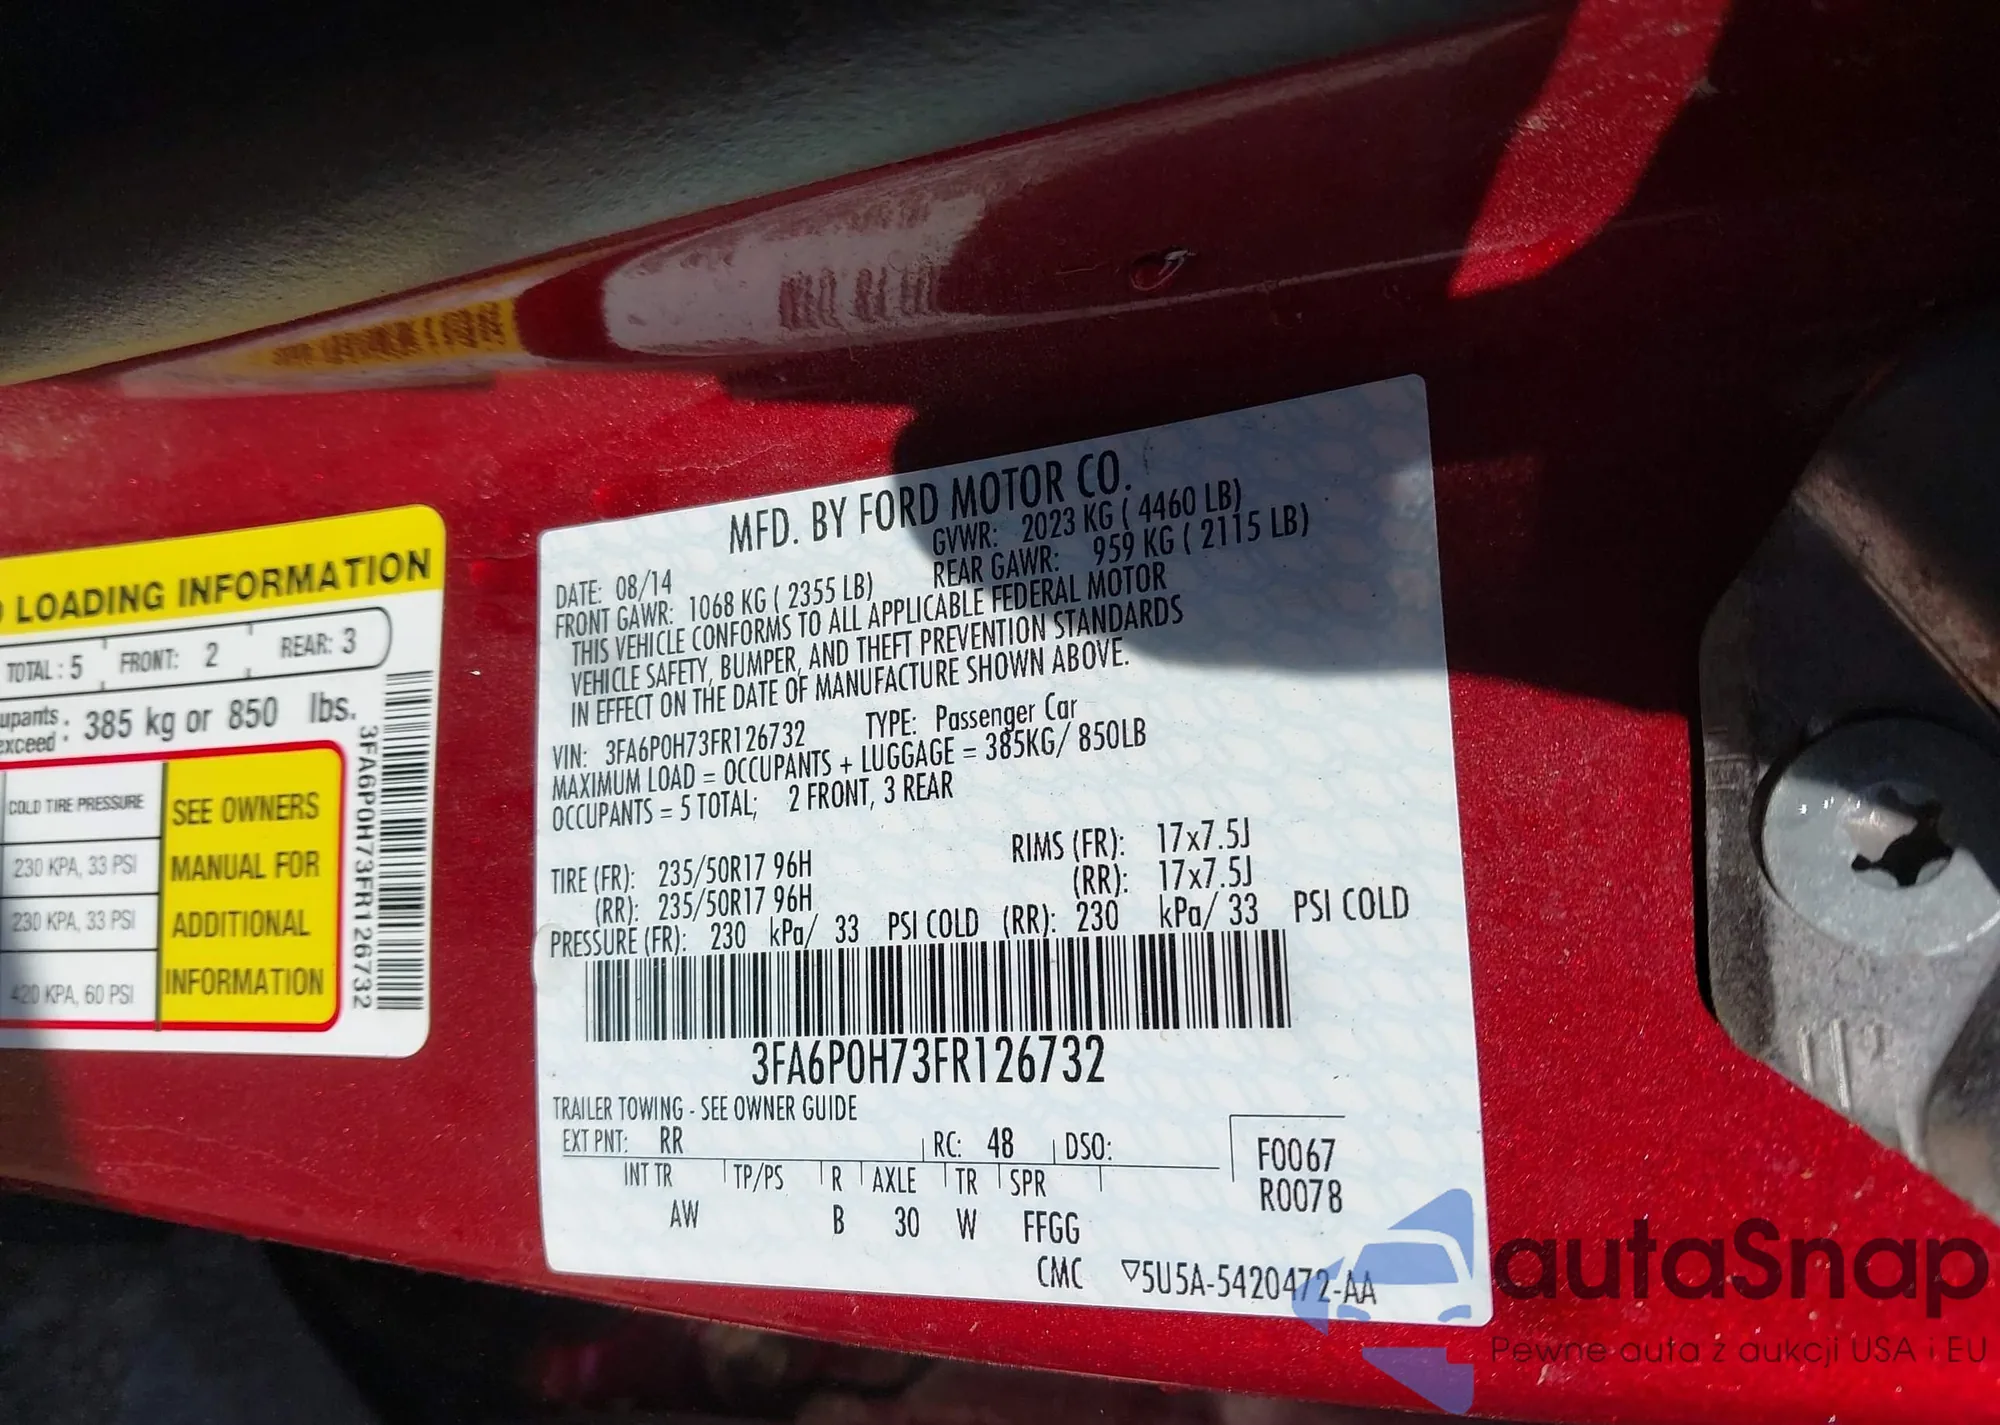 LOADING INFORMATION
TOTAL : 5 FRONT: 2 REAR: 3
385 kg or 850 lbs.
COLD TIRE PRESSURE
230 KPA, 33 PSI
230 KPA, 33 PSI
420 KPA, 60 PSI
SEE OWNERS
MANUAL FOR
ADDITIONAL
INFORMATION
3FA6P0H73FR126732
MFD. BY FORD MOTOR CO.
DATE: 08/14 GVWR: 2023 KG ( 4460 LB)
FRONT GAWR: 1068 KG ( 2355 LB) REAR GAWR: 959 KG ( 2115 LB)
THIS VEHICLE CONFORMS TO ALL APPLICABLE FEDERAL MOTOR
VEHICLE SAFETY, BUMPER, AND THEFT PREVENTION STANDARDS
IN EFFECT ON THE DATE OF MANUFACTURE SHOWN ABOVE.
VIN: 3FA6P0H73FR126732 TYPE: Passenger Car
MAXIMUM LOAD = OCCUPANTS + LUGGAGE = 385KG/ 850LB
OCCUPANTS = 5 TOTAL; 2 FRONT, 3 REAR
TIRE (FR): 235/50R17 96H RIMS (FR): 17x7.5J
(RR): 235/50R17 96H (RR): 17x7.5J
PRESSURE (FR): 230 kPa/ 33 PSI COLD (RR): 230 kPa/ 33 PSI COLD
3FA6P0H73FR126732
TRAILER TOWING - SEE OWNER GUIDE
EXT PNT: RR RC: 48 DSO:
INT TR TP/PS R AXLE TR SPR
AW B 30 W FFGG
F0067
R0078
CMC ▽5U5A-5420472-AA
autaSnap
Pewne auta z aukcji USA i EU